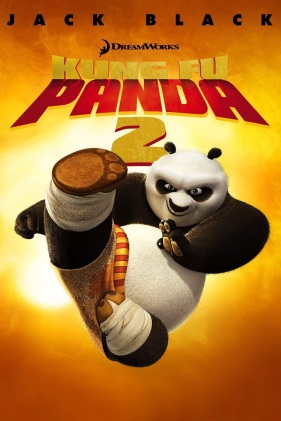 JACK BLACK
DREAMWORKS
KUNG FU
PANDA
2